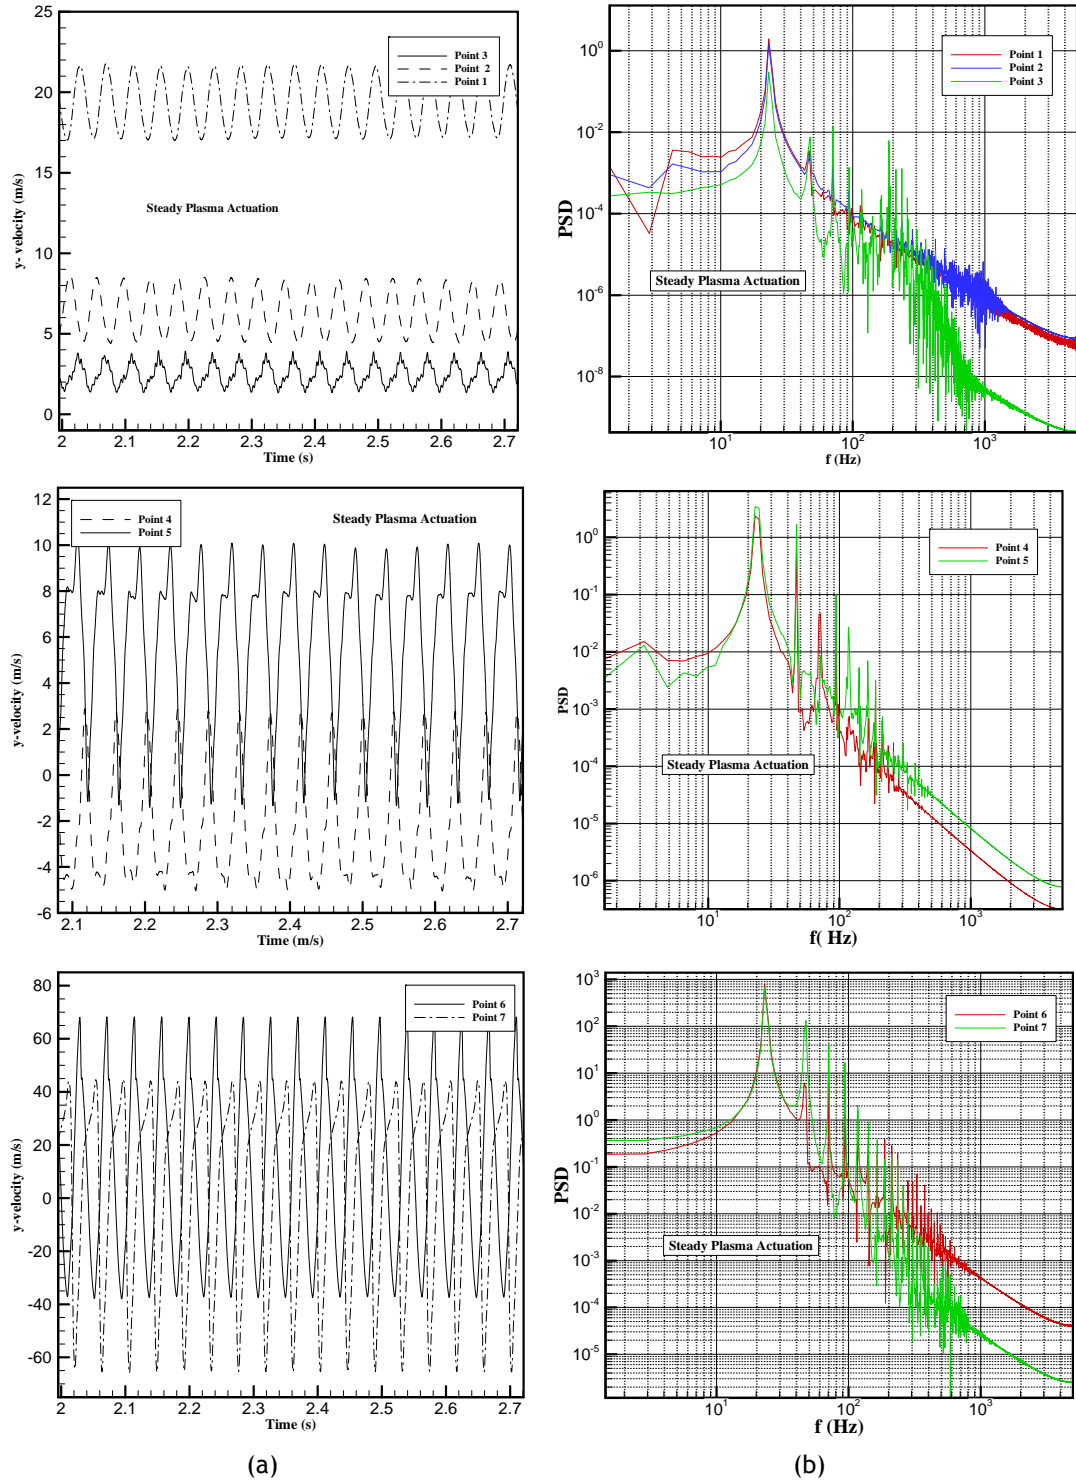 25
20
15
10
5
0
y- velocity (m/s)
Point 3
Point 2
Point 1
Steady Plasma Actuation
2 2.1 2.2 2.3 2.4 2.5 2.6 2.7
Time (s)
10^0
10^-2
10^-4
10^-6
10^-8
PSD
Point 1
Point 2
Point 3
Steady Plasma Actuation
10^1 10^2 10^3
f (Hz)
12
10
8
6
4
2
0
-2
-4
-6
y-velocity (m/s)
Point 4
Point 5
Steady Plasma Actuation
2.1 2.2 2.3 2.4 2.5 2.6 2.7
Time (m/s)
10^0
10^-1
10^-2
10^-3
10^-4
10^-5
10^-6
PSD
Point 4
Point 5
Steady Plasma Actuation
10^1 10^2 10^3
f( Hz)
80
60
40
20
0
-20
-40
-60
y-velocity (m/s)
Point 6
Point 7
2 2.1 2.2 2.3 2.4 2.5 2.6 2.7
Time (s)
10^3
10^2
10^1
10^0
10^-1
10^-2
10^-3
10^-4
10^-5
PSD
Point 6
Point 7
Steady Plasma Actuation
10^1 10^2 10^3
f (Hz)
(a)
(b)